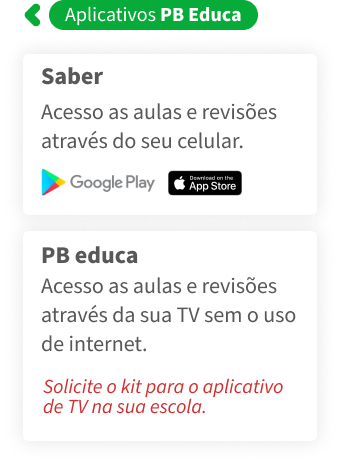 Aplicativos PB Educa
Saber
Acesso as aulas e revisões
através do seu celular.
Google Play
Download on the
App Store
PB educa
Acesso as aulas e revisões
através da sua TV sem o uso
de internet.
Solicite o kit para o aplicativo
de TV na sua escola.